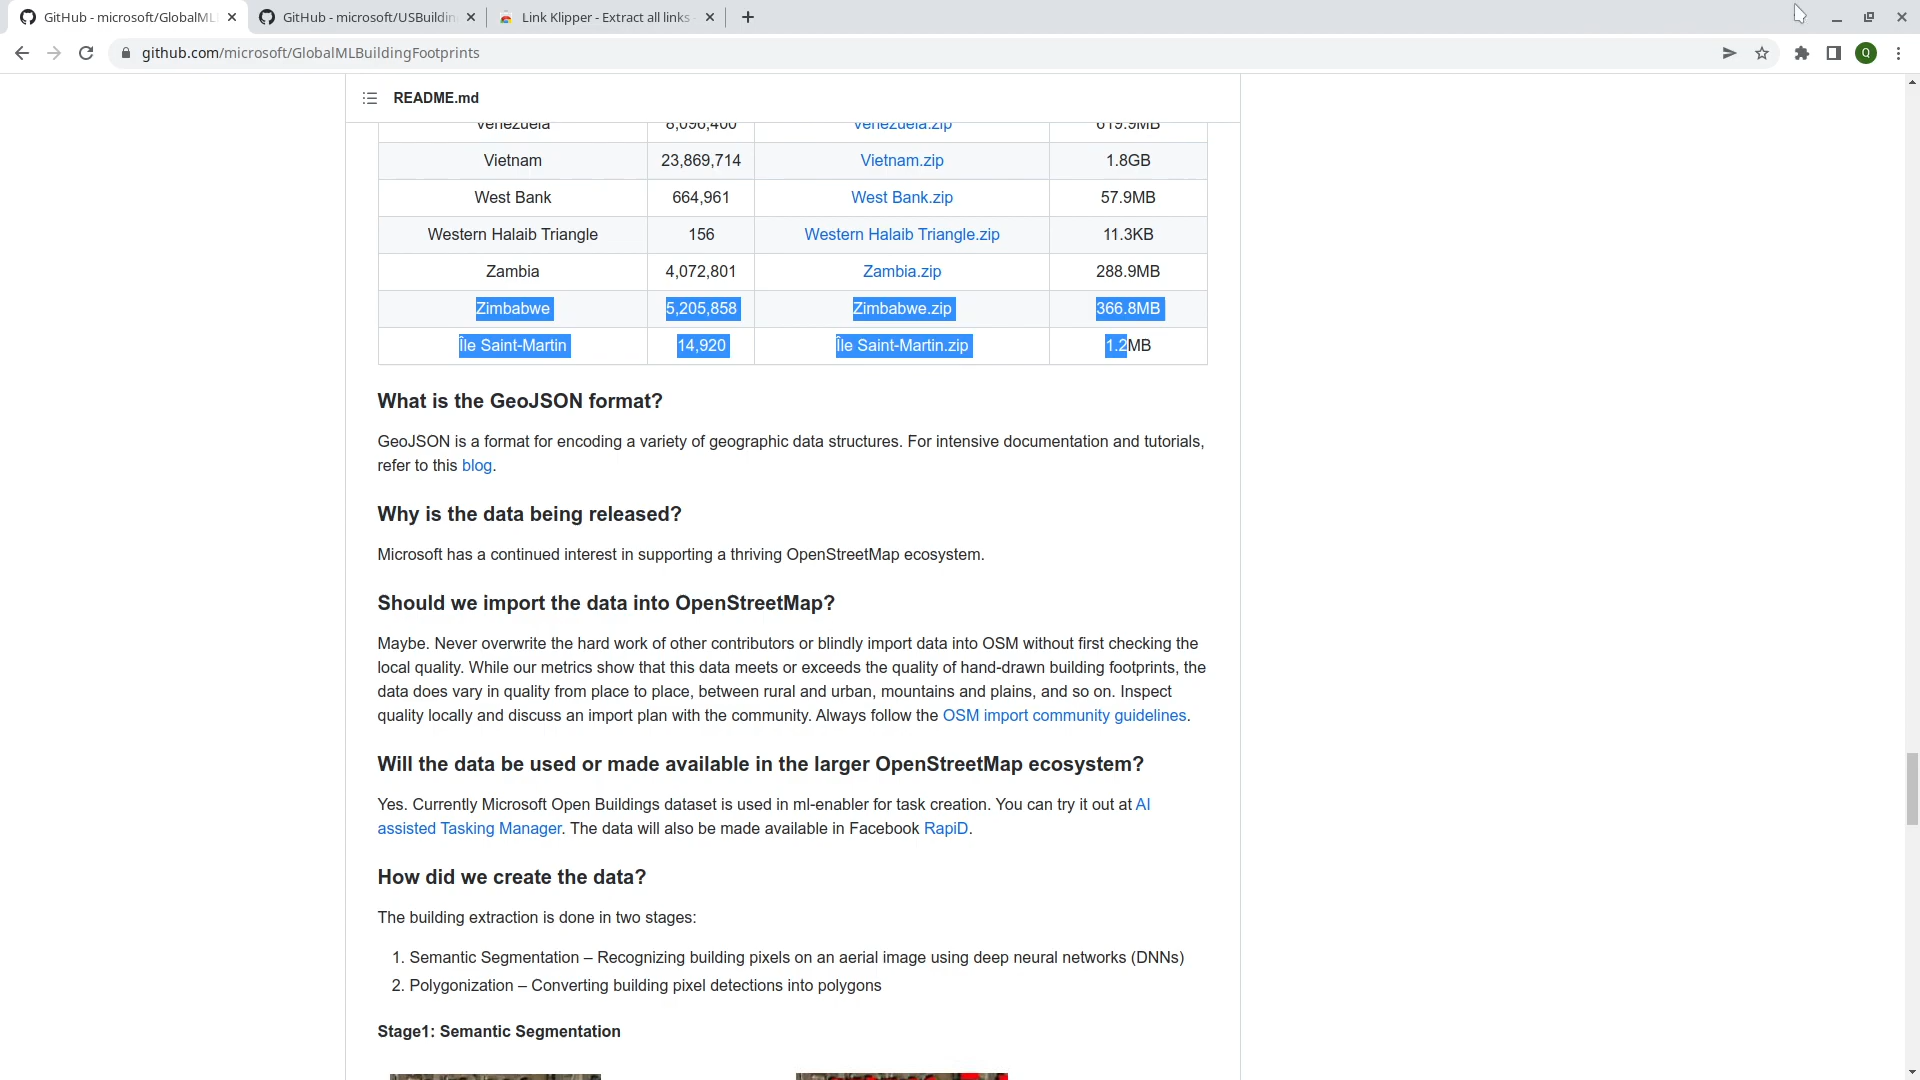 GitHub - microsoft/GlobalML
GitHub - microsoft/USBuildin
Link Klipper - Extract all links
github.com/microsoft/GlobalMLBuildingFootprints
Q
README.md
Venezuela 8,096,400 Venezuela.zip 619.9MB
Vietnam 23,869,714 Vietnam.zip 1.8GB
West Bank 664,961 West Bank.zip 57.9MB
Western Halaib Triangle 156 Western Halaib Triangle.zip 11.3KB
Zambia 4,072,801 Zambia.zip 288.9MB
Zimbabwe 5,205,858 Zimbabwe.zip 366.8MB
Île Saint-Martin 14,920 Île Saint-Martin.zip 1.2MB
What is the GeoJSON format?
GeoJSON is a format for encoding a variety of geographic data structures. For intensive documentation and tutorials,
refer to this blog.
Why is the data being released?
Microsoft has a continued interest in supporting a thriving OpenStreetMap ecosystem.
Should we import the data into OpenStreetMap?
Maybe. Never overwrite the hard work of other contributors or blindly import data into OSM without first checking the
local quality. While our metrics show that this data meets or exceeds the quality of hand-drawn building footprints, the
data does vary in quality from place to place, between rural and urban, mountains and plains, and so on. Inspect
quality locally and discuss an import plan with the community. Always follow the OSM import community guidelines.
Will the data be used or made available in the larger OpenStreetMap ecosystem?
Yes. Currently Microsoft Open Buildings dataset is used in ml-enabler for task creation. You can try it out at AI
assisted Tasking Manager. The data will also be made available in Facebook RapiD.
How did we create the data?
The building extraction is done in two stages:
1. Semantic Segmentation – Recognizing building pixels on an aerial image using deep neural networks (DNNs)
2. Polygonization – Converting building pixel detections into polygons
Stage1: Semantic Segmentation